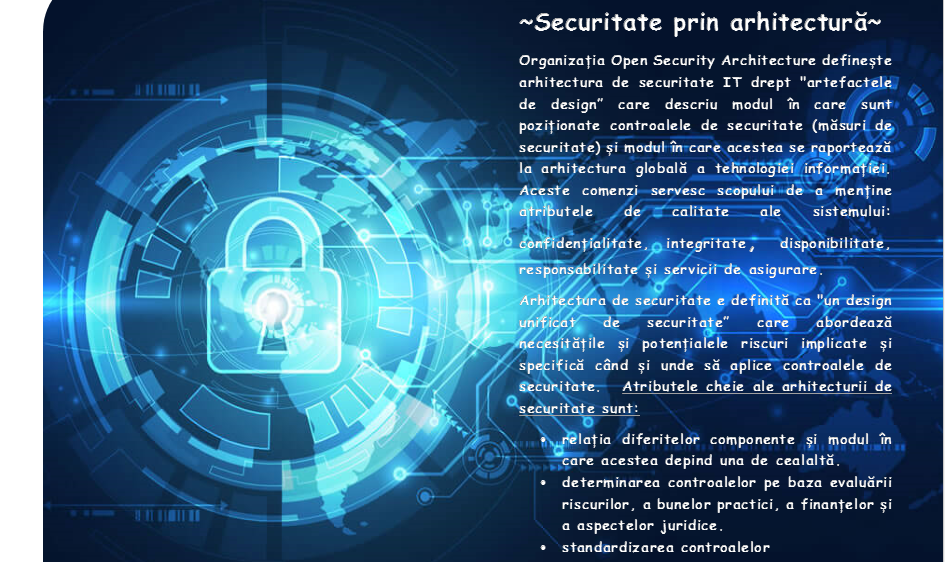 ~Securitate prin arhitectură~
Organizația Open Security Architecture definește
arhitectura de securitate IT drept "artefactele
de design” care descriu modul în care sunt
poziționate controalele de securitate (măsuri de
securitate) și modul în care acestea se raportează
la arhitectura globală a tehnologiei informației.
Aceste comenzi servesc scopului de a menține
atributele de calitate ale sistemului:
confidențialitate, integritate, disponibilitate,
responsabilitate și servicii de asigurare.
Arhitectura de securitate e definită ca "un design
unificat de securitate” care abordează
necesitățile și potențialele riscuri implicate și
specifică când și unde să aplice controalele de
securitate. Atributele cheie ale arhitecturii de
securitate sunt:
• relația diferitelor componente și modul în
care acestea depind una de cealaltă.
• determinarea controalelor pe baza evaluării
riscurilor, a bunelor practici, a finanțelor și
a aspectelor juridice.
• standardizarea controalelor